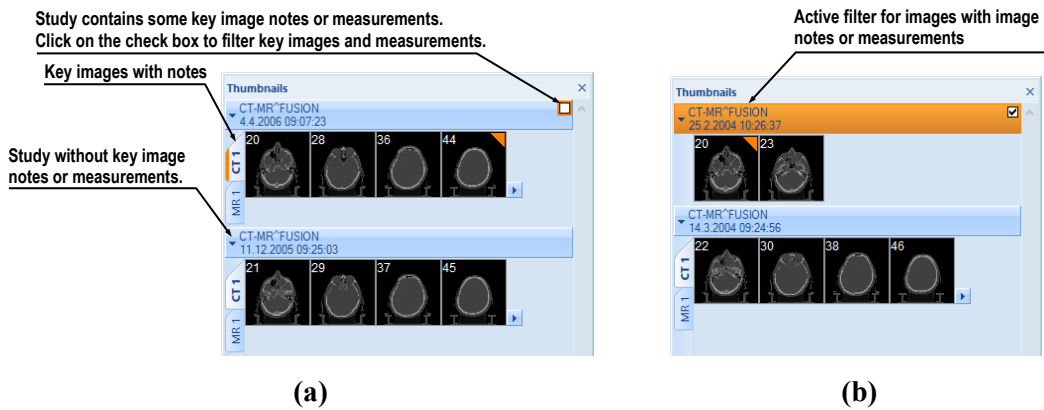 Study contains some key image notes or measurements.
Click on the check box to filter key images and measurements.
Key images with notes
Study without key image
notes or measurements.
Thumbnails
CT-MR^FUSION
4.4.2006 09:07:23
CT 1
MR 1
20 28 36 44
CT-MR^FUSION
11.12.2005 09:25:03
CT 1
MR 1
21 29 37 45
(a)
Active filter for images with image
notes or measurements
Thumbnails
CT-MR^FUSION
25.2.2004 10:26:37
20 23
CT-MR^FUSION
14.3.2004 09:24:56
CT 1
MR 1
22 30 38 46
(b)